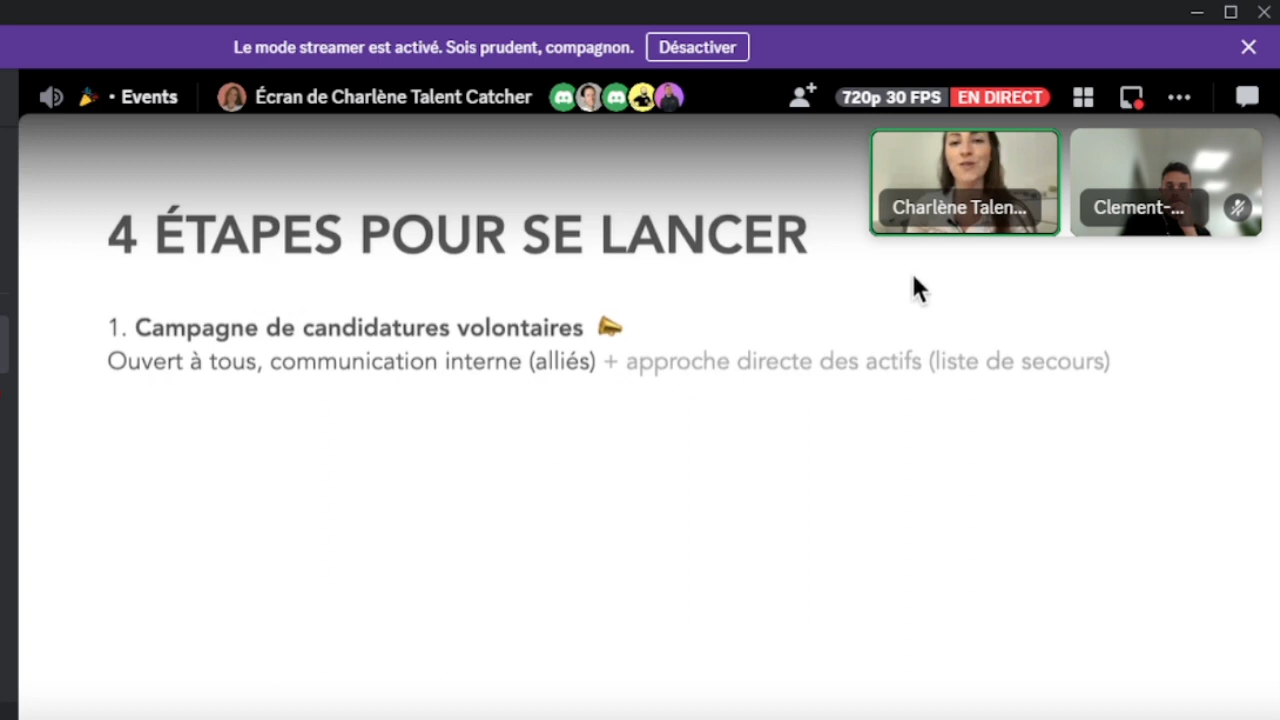 Le mode streamer est activé. Sois prudent, compagnon. Désactiver
• Events Écran de Charlène Talent Catcher 720p 30 FPS EN DIRECT
Charlène Talen... Clement-...
4 ÉTAPES POUR SE LANCER
1. Campagne de candidatures volontaires
Ouvert à tous, communication interne (alliés) + approche directe des actifs (liste de secours)